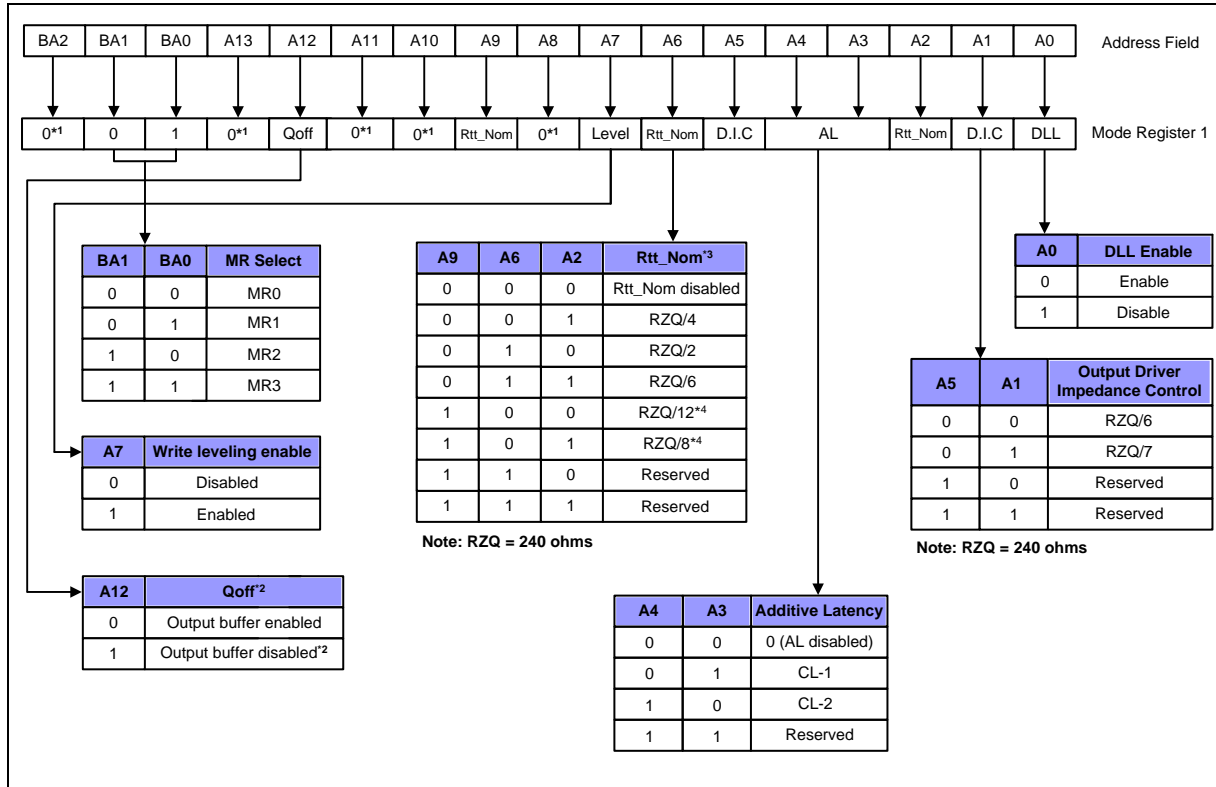 BA2 BA1 BA0 A13 A12 A11 A10 A9 A8 A7 A6 A5 A4 A3 A2 A1 A0 Address Field
0*1 0 1 0*1 Qoff 0*1 0*1 Rtt_Nom 0*1 Level Rtt_Nom D.I.C AL Rtt_Nom D.I.C DLL Mode Register 1
BA1 BA0 MR Select
0 0 MR0
0 1 MR1
1 0 MR2
1 1 MR3
A7 Write leveling enable
0 Disabled
1 Enabled
A12 Qoff*2
0 Output buffer enabled
1 Output buffer disabled*2
A9 A6 A2 Rtt_Nom*3
0 0 0 Rtt_Nom disabled
0 0 1 RZQ/4
0 1 0 RZQ/2
0 1 1 RZQ/6
1 0 0 RZQ/12*4
1 0 1 RZQ/8*4
1 1 0 Reserved
1 1 1 Reserved
Note: RZQ = 240 ohms
A4 A3 Additive Latency
0 0 0 (AL disabled)
0 1 CL-1
1 0 CL-2
1 1 Reserved
A0 DLL Enable
0 Enable
1 Disable
A5 A1 Output Driver
Impedance Control
0 0 RZQ/6
0 1 RZQ/7
1 0 Reserved
1 1 Reserved
Note: RZQ = 240 ohms